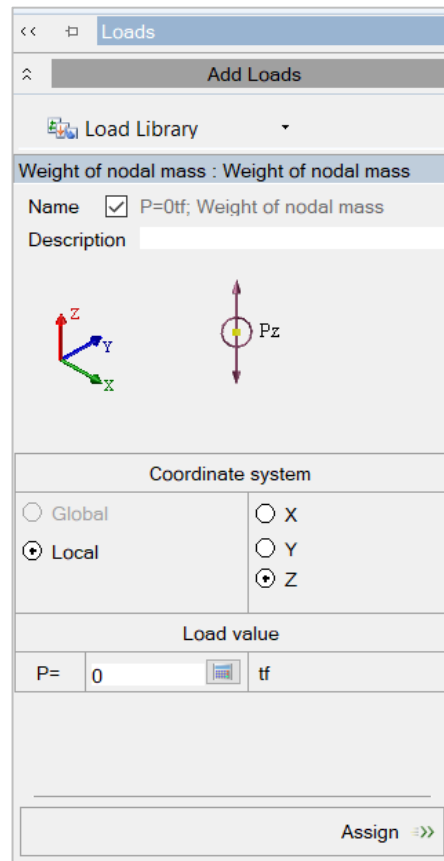 Loads
Add Loads
Load Library
Weight of nodal mass : Weight of nodal mass
Name P=0tf; Weight of nodal mass
Description
Z
Y
X
Pz
Coordinate system
Global X
Local Y
Z
Load value
P= 0 tf
Assign